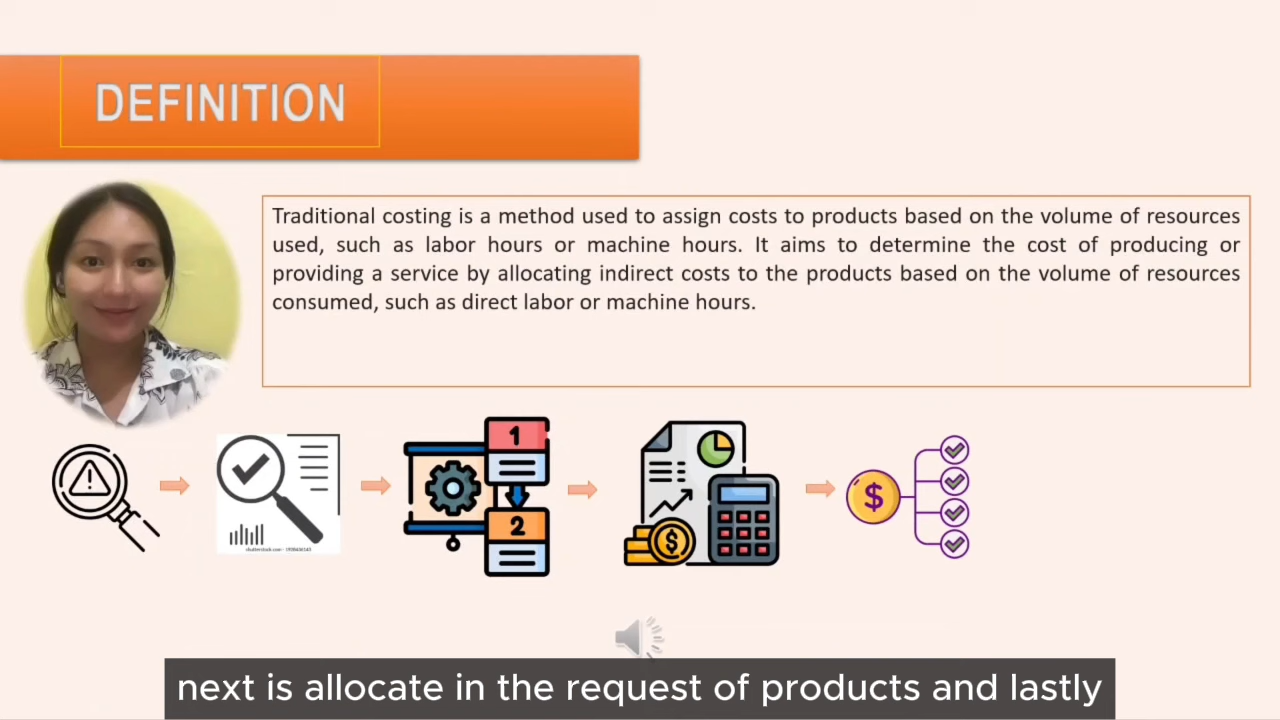 DEFINITION
Traditional costing is a method used to assign costs to products based on the volume of resources
used, such as labor hours or machine hours. It aims to determine the cost of producing or
providing a service by allocating indirect costs to the products based on the volume of resources
consumed, such as direct labor or machine hours.
1
2
$
$
next is allocate in the request of products and lastly